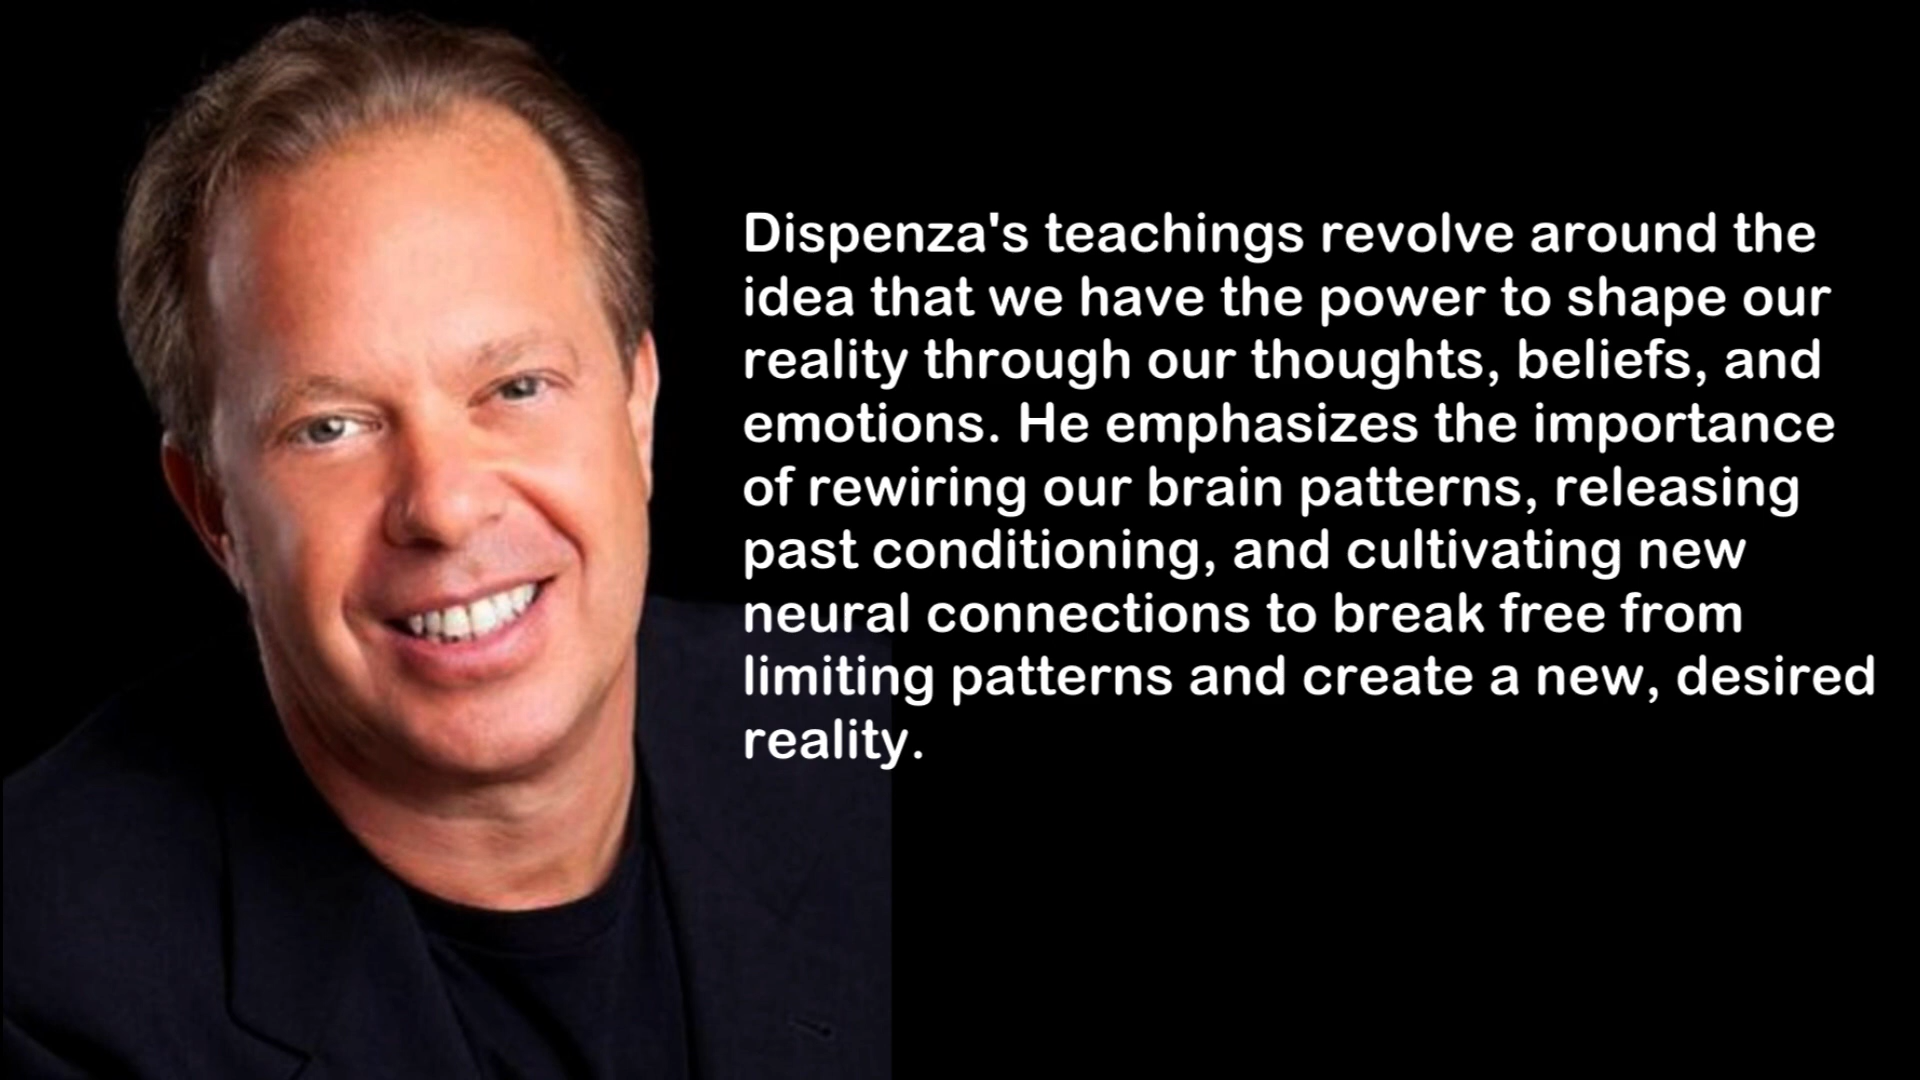 Dispenza's teachings revolve around the
idea that we have the power to shape our
reality through our thoughts, beliefs, and
emotions. He emphasizes the importance
of rewiring our brain patterns, releasing
past conditioning, and cultivating new
neural connections to break free from
limiting patterns and create a new, desired
reality.